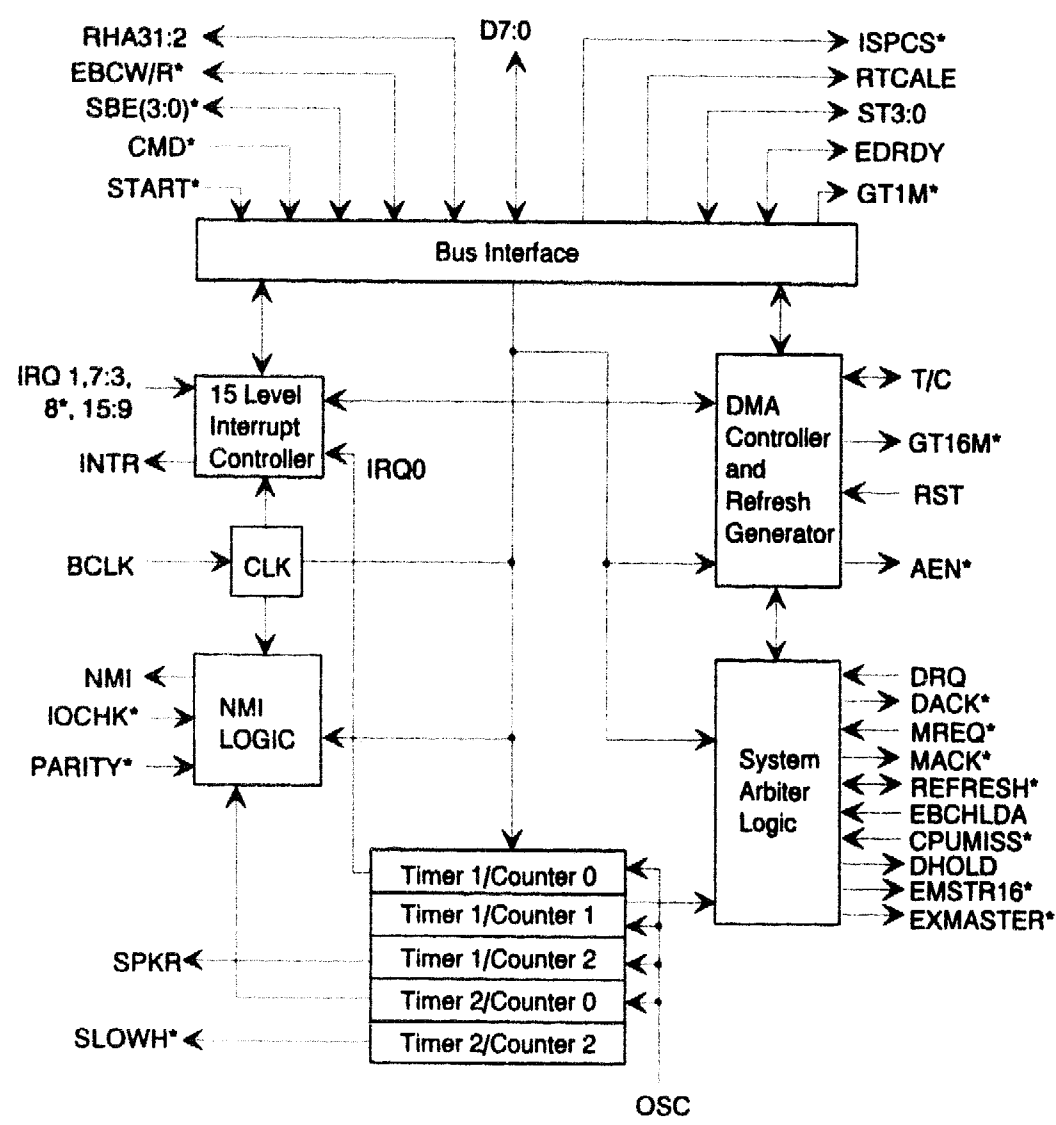 RHA31:2
EBCW/R*
SBE(3:0)*
CMD*
START*
D7:0
ISPCS*
RTCALE
ST3:0
EDRDY
GT1M*
Bus Interface
IRQ 1,7:3,
8*, 15:9
INTR
15 Level
Interrupt
Controller
IRQ0
DMA
Controller
and
Refresh
Generator
T/C
GT16M*
RST
AEN*
BCLK
CLK
NMI
IOCHK*
PARITY*
NMI
LOGIC
System
Arbiter
Logic
DRQ
DACK*
MREQ*
MACK*
REFRESH*
EBCHLDA
CPUMISS*
DHOLD
EMSTR16*
EXMASTER*
Timer 1/Counter 0
Timer 1/Counter 1
Timer 1/Counter 2
Timer 2/Counter 0
Timer 2/Counter 2
SPKR
SLOWH*
OSC